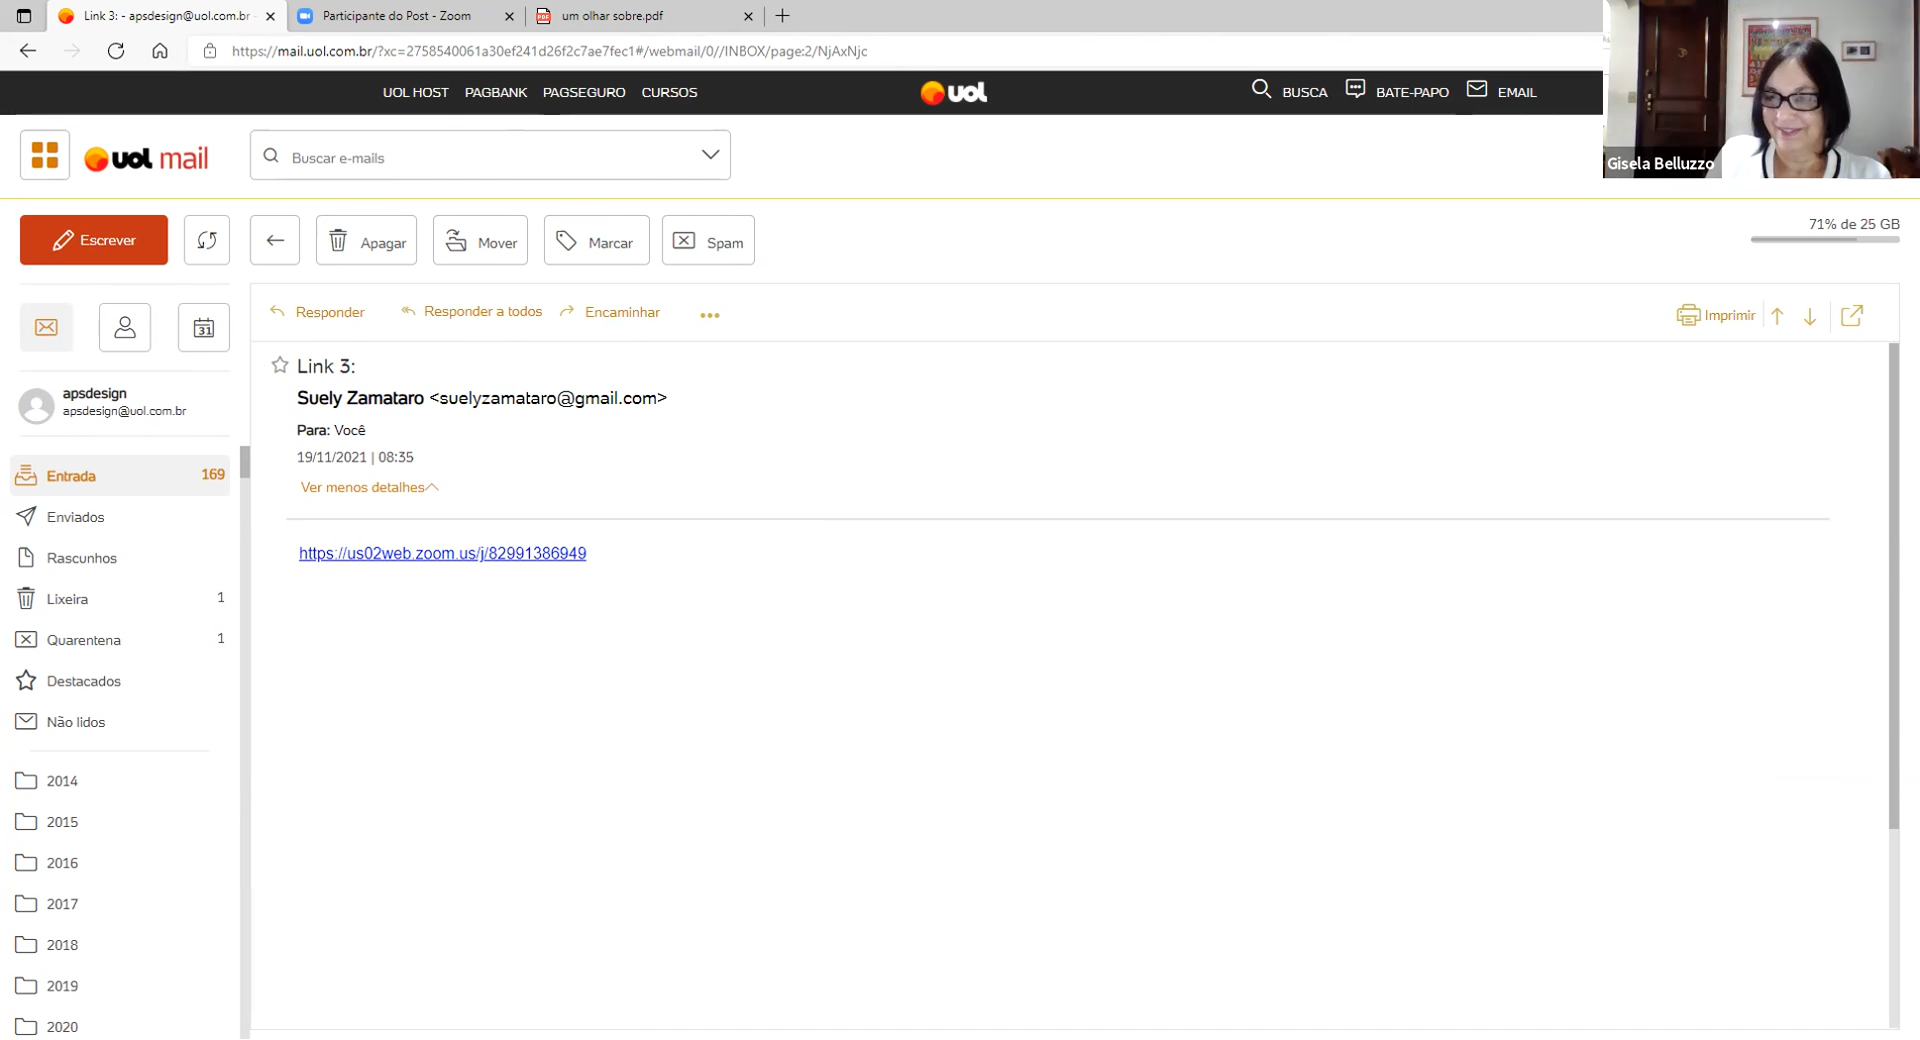 Link 3: - apsdesign@uol.com.br -
Participante do Post - Zoom
um olhar sobre.pdf
https://mail.uol.com.br/?xc=2758540061a30ef241d26f2c7ae7fec1#/webmail/0//INBOX/page:2/NjAxNjc
UOL HOST PAGBANK PAGSEGURO CURSOS
uol
BUSCA BATE-PAPO EMAIL
Gisela Belluzzo
uol mail
Buscar e-mails
71% de 25 GB
Escrever
Apagar
Mover
Marcar
Spam
Responder
Responder a todos
Encaminhar
Imprimir
31
apsdesign
apsdesign@uol.com.br
Link 3:
Suely Zamataro <suelyzamataro@gmail.com>
Para: Você
19/11/2021 | 08:35
Ver menos detalhes
https://us02web.zoom.us/j/82991386949
Entrada 169
Enviados
Rascunhos
Lixeira 1
Quarentena 1
Destacados
Não lidos
2014
2015
2016
2017
2018
2019
2020